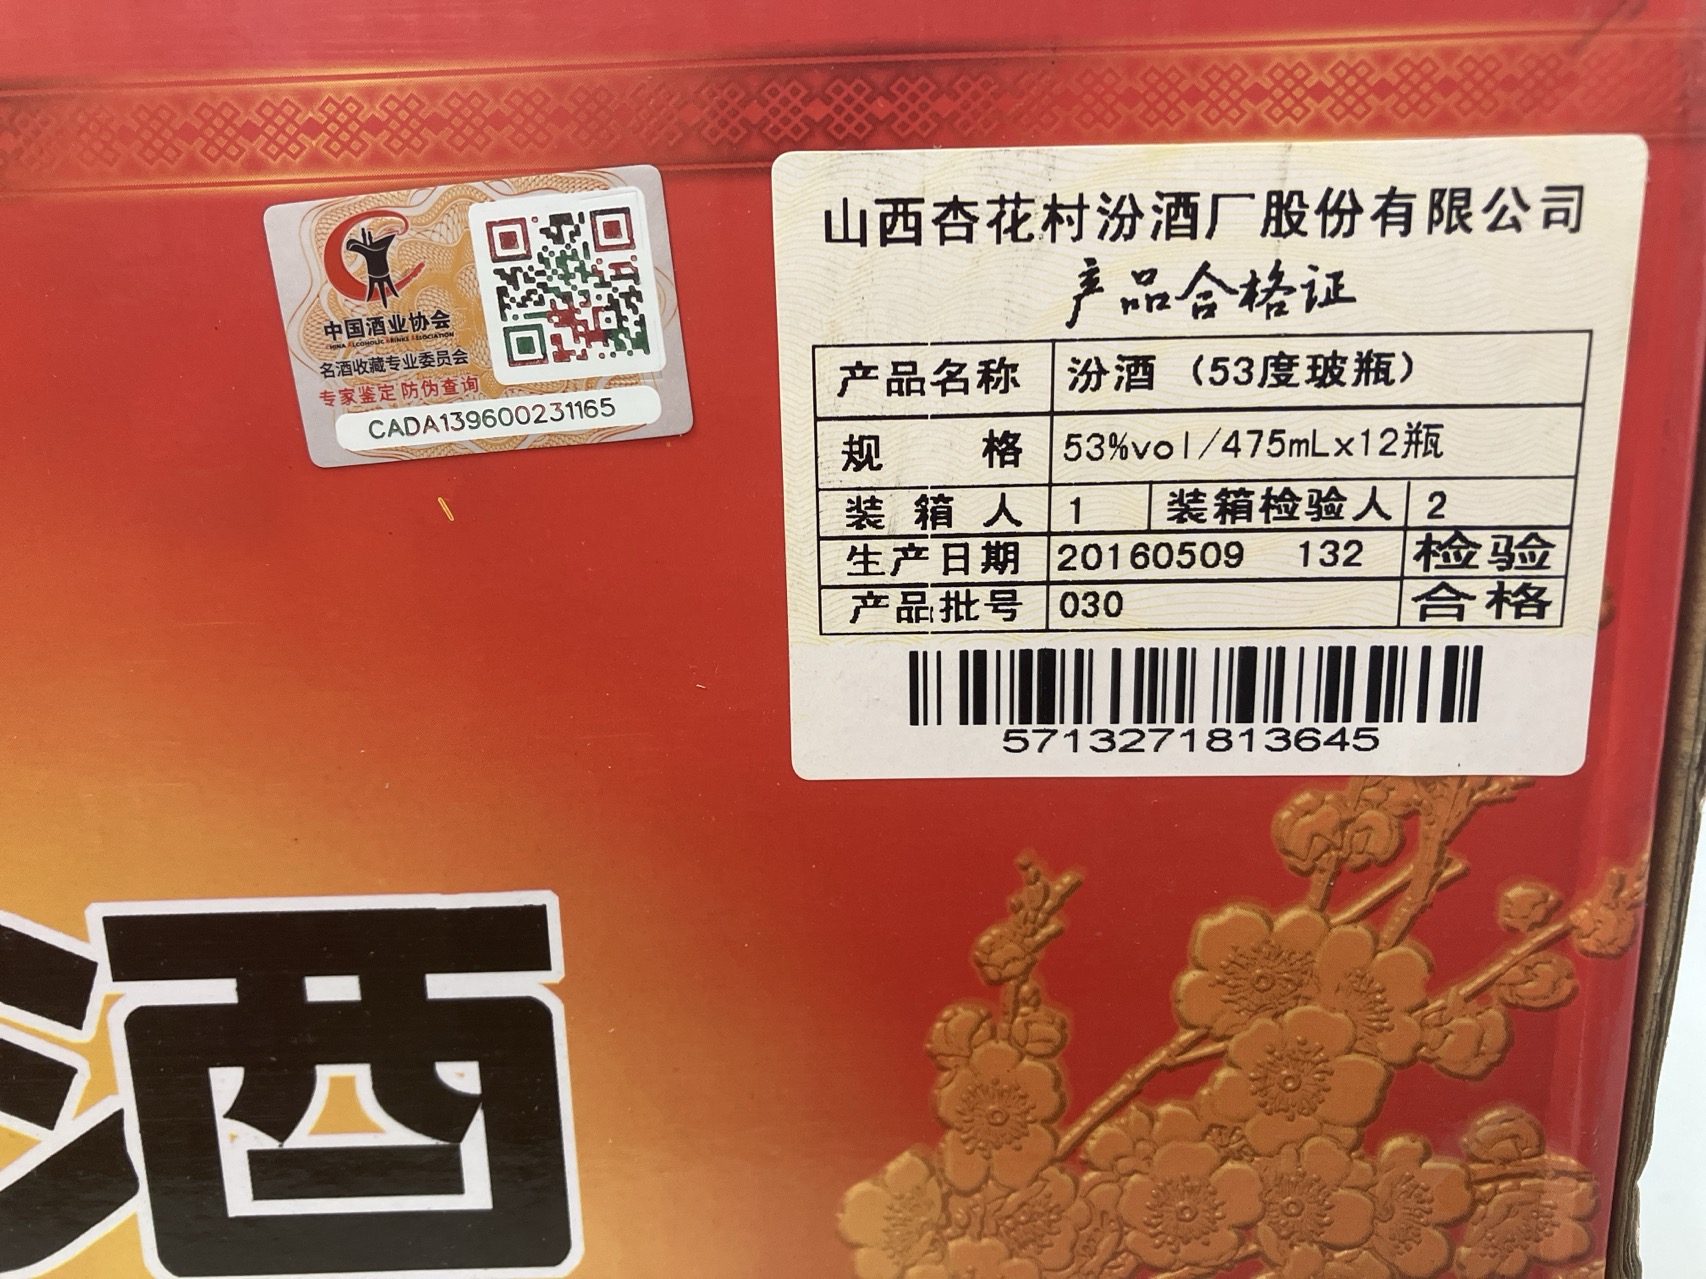 中国酒业协会
CHINA ALCOHOLIC DRINKS ASSOCIATION
名酒收藏专业委员会
专家鉴定 防伪查询
CADA139600231165
山西杏花村汾酒厂股份有限公司
产品合格证
产品名称 汾酒（53度玻瓶）
规 格 53%vol/475mLx12瓶
装箱人 1 装箱检验人 2
生产日期 20160509 132 检验
产品批号 030 合格
5713271813645
酒